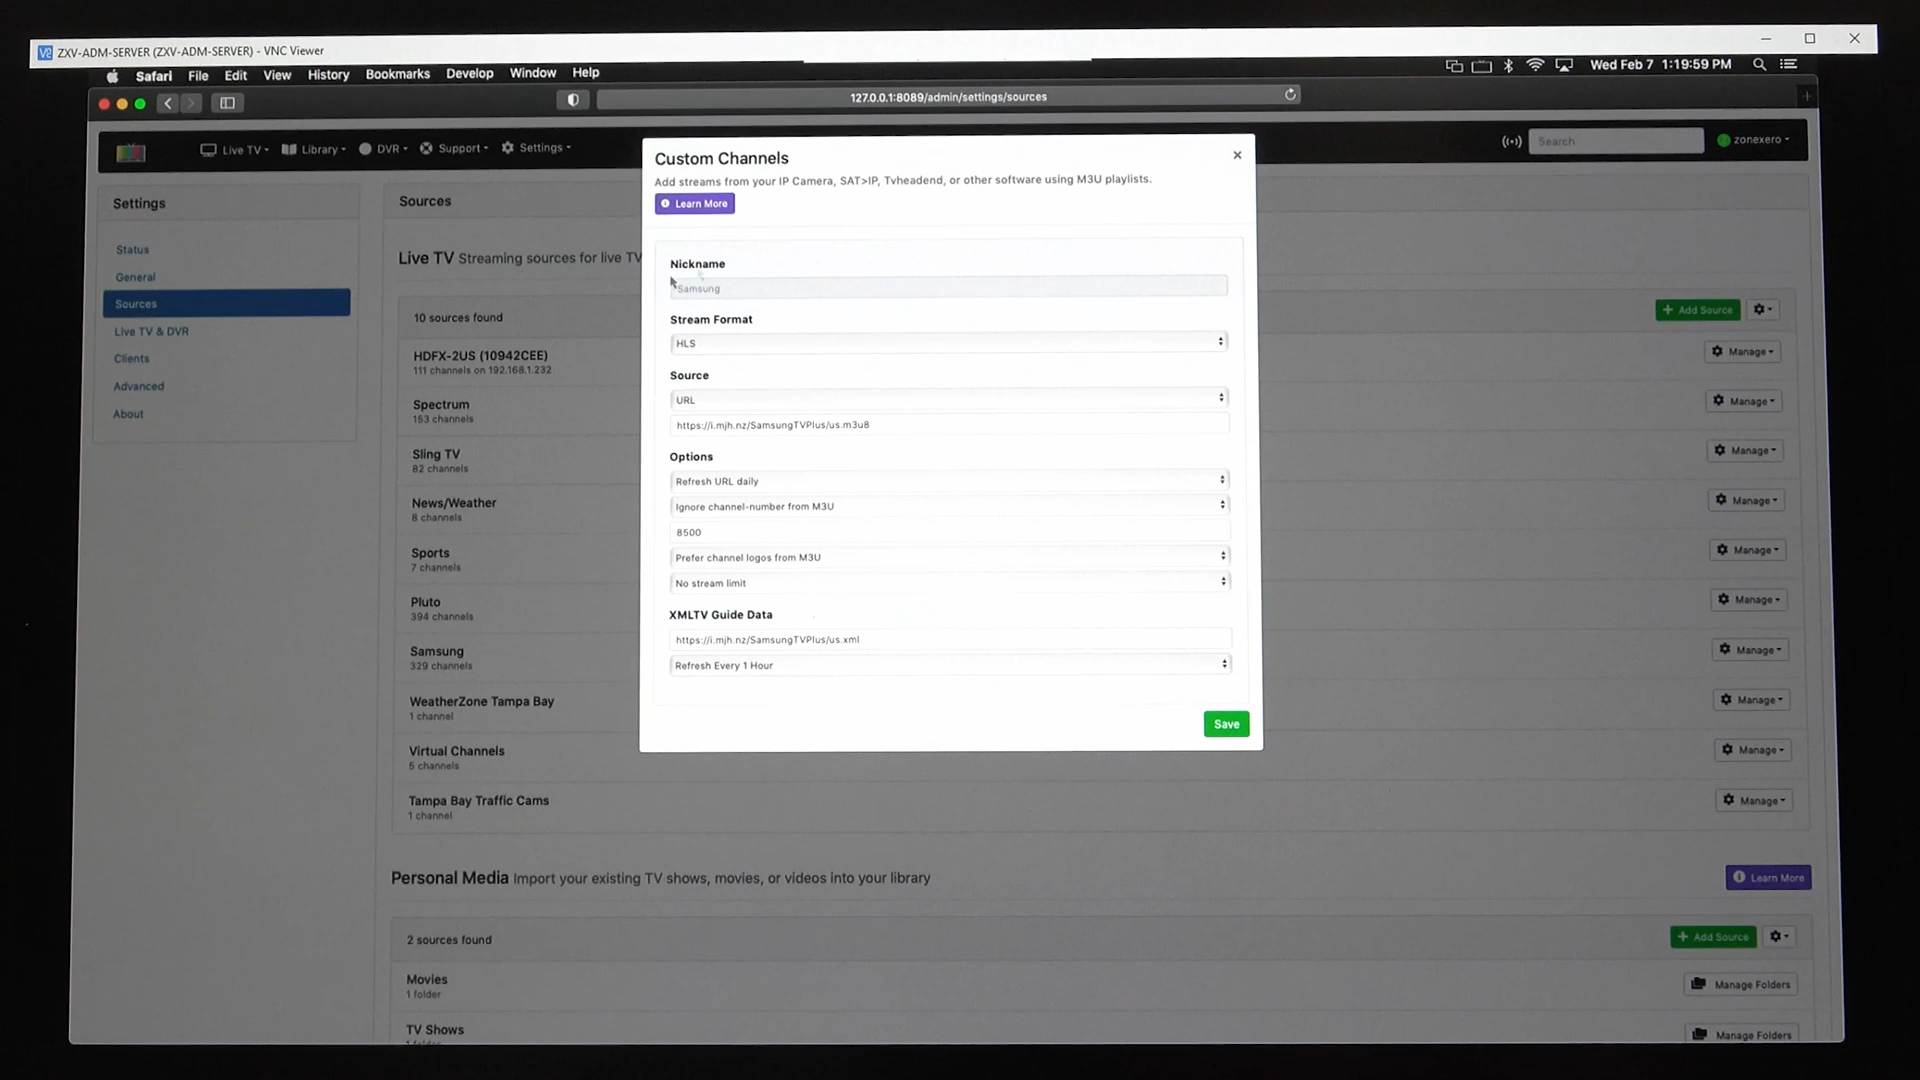 ZXV-ADM-SERVER (ZXV-ADM-SERVER) - VNC Viewer
Safari File Edit View History Bookmarks Develop Window Help
Wed Feb 7 1:19:59 PM
127.0.0.1:8089/admin/settings/sources
Live TV Library DVR Support Settings
Search
zonexero
Settings
Status
General
Sources
Live TV & DVR
Clients
Advanced
About
Sources
Live TV Streaming sources for live TV
10 sources found
Add Source
HDFX-2US (10942CEE)
111 channels on 192.168.1.232
Manage
Spectrum
153 channels
Manage
Sling TV
82 channels
Manage
News/Weather
8 channels
Manage
Sports
7 channels
Manage
Pluto
394 channels
Manage
Samsung
329 channels
Manage
WeatherZone Tampa Bay
1 channel
Manage
Virtual Channels
5 channels
Manage
Tampa Bay Traffic Cams
1 channel
Manage
Custom Channels
Add streams from your IP Camera, SAT>IP, Tvheadend, or other software using M3U playlists.
Learn More
Nickname
Samsung
Stream Format
HLS
Source
URL
https://i.mjh.nz/SamsungTVPlus/us.m3u8
Options
Refresh URL daily
Ignore channel-number from M3U
8500
Prefer channel logos from M3U
No stream limit
XMLTV Guide Data
https://i.mjh.nz/SamsungTVPlus/us.xml
Refresh Every 1 Hour
Save
Personal Media Import your existing TV shows, movies, or videos into your library
Learn More
2 sources found
Add Source
Movies
1 folder
Manage Folders
TV Shows
1 folder
Manage Folders